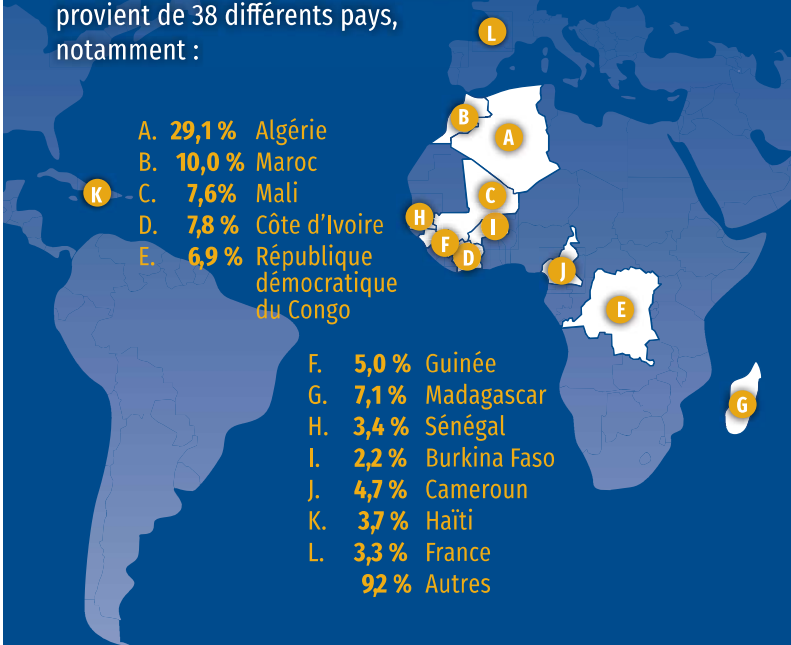 provient de 38 différents pays,
notamment :
A. 29,1 % Algérie
B. 10,0 % Maroc
C. 7,6% Mali
D. 7,8 % Côte d'Ivoire
E. 6,9 % République
démocratique
du Congo
F. 5,0 % Guinée
G. 7,1 % Madagascar
H. 3,4 % Sénégal
I. 2,2 % Burkina Faso
J. 4,7 % Cameroun
K. 3,7 % Haïti
L. 3,3 % France
9,2 % Autres
L
B
A
K
C
H
I
F
D
J
E
G